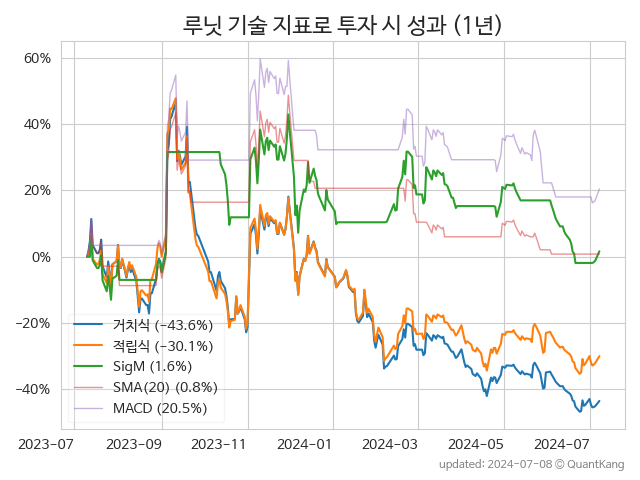 루닛 기술 지표로 투자 시 성과 (1년)
60%
40%
20%
0%
−20%
−40%
거치식 (−43.6%)
적립식 (−30.1%)
SigM (1.6%)
SMA(20) (0.8%)
MACD (20.5%)
2023-07 2023-09 2023-11 2024-01 2024-03 2024-05 2024-07
updated: 2024-07-08 © QuantKang